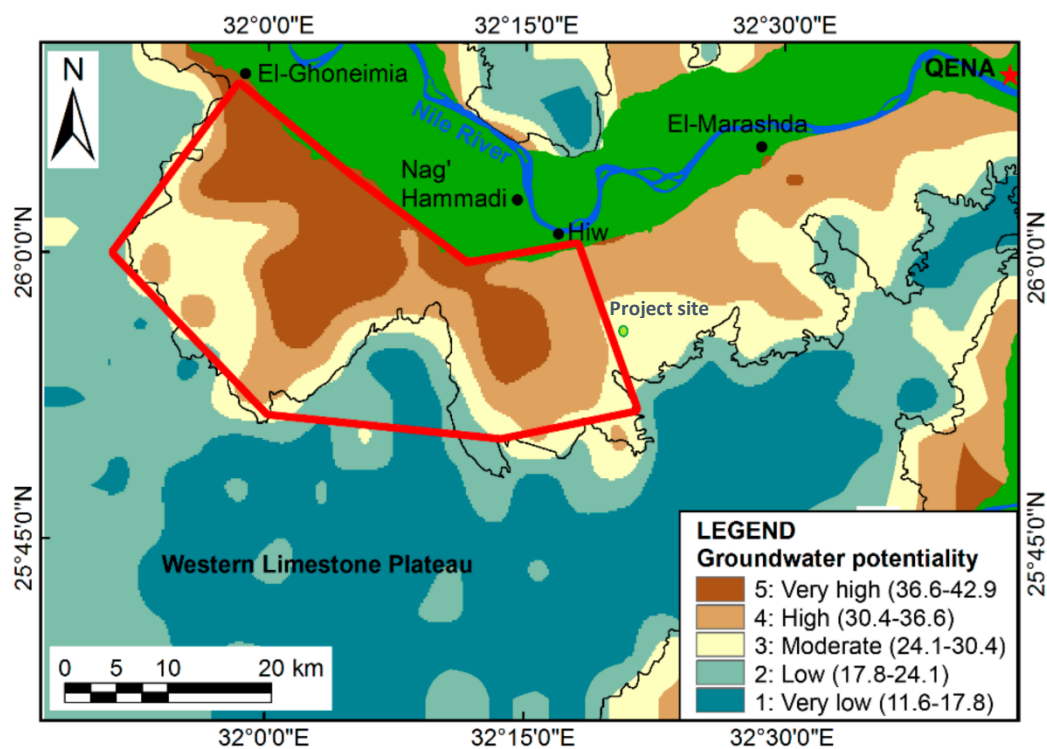 32°0'0"E
32°15'0"E
32°30'0"E
N
El-Ghoneimia
QENA
Nile River
El-Marashda
Nag'
Hammadi
Hiw
26°0'0"N
26°0'0"N
Project site
25°45'0"N
25°45'0"N
Western Limestone Plateau
LEGEND
Groundwater potentiality
5: Very high (36.6-42.9
4: High (30.4-36.6)
3: Moderate (24.1-30.4)
2: Low (17.8-24.1)
1: Very low (11.6-17.8)
0 5 10 20 km
32°0'0"E
32°15'0"E
32°30'0"E